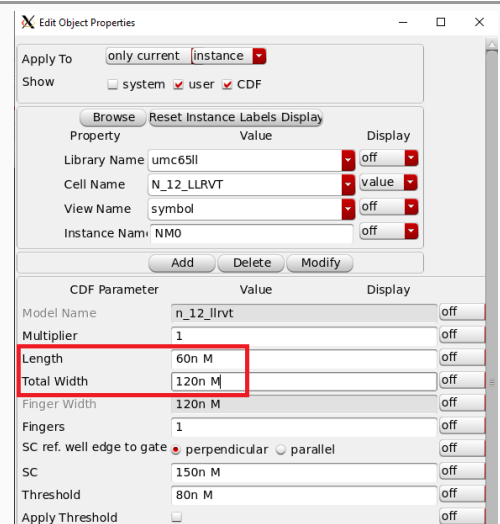 Edit Object Properties
Apply To only current instance
Show system user CDF
Browse Reset Instance Labels Display
Property Value Display
Library Name umc65ll off
Cell Name N_12_LLRVT value
View Name symbol off
Instance Nam NM0 off
Add Delete Modify
CDF Parameter Value Display
Model Name n_12_llrvt off
Multiplier 1 off
Length 60n M off
Total Width 120n M off
Finger Width 120n M off
Fingers 1 off
SC ref. well edge to gate perpendicular parallel off
SC 150n M off
Threshold 80n M off
Apply Threshold off